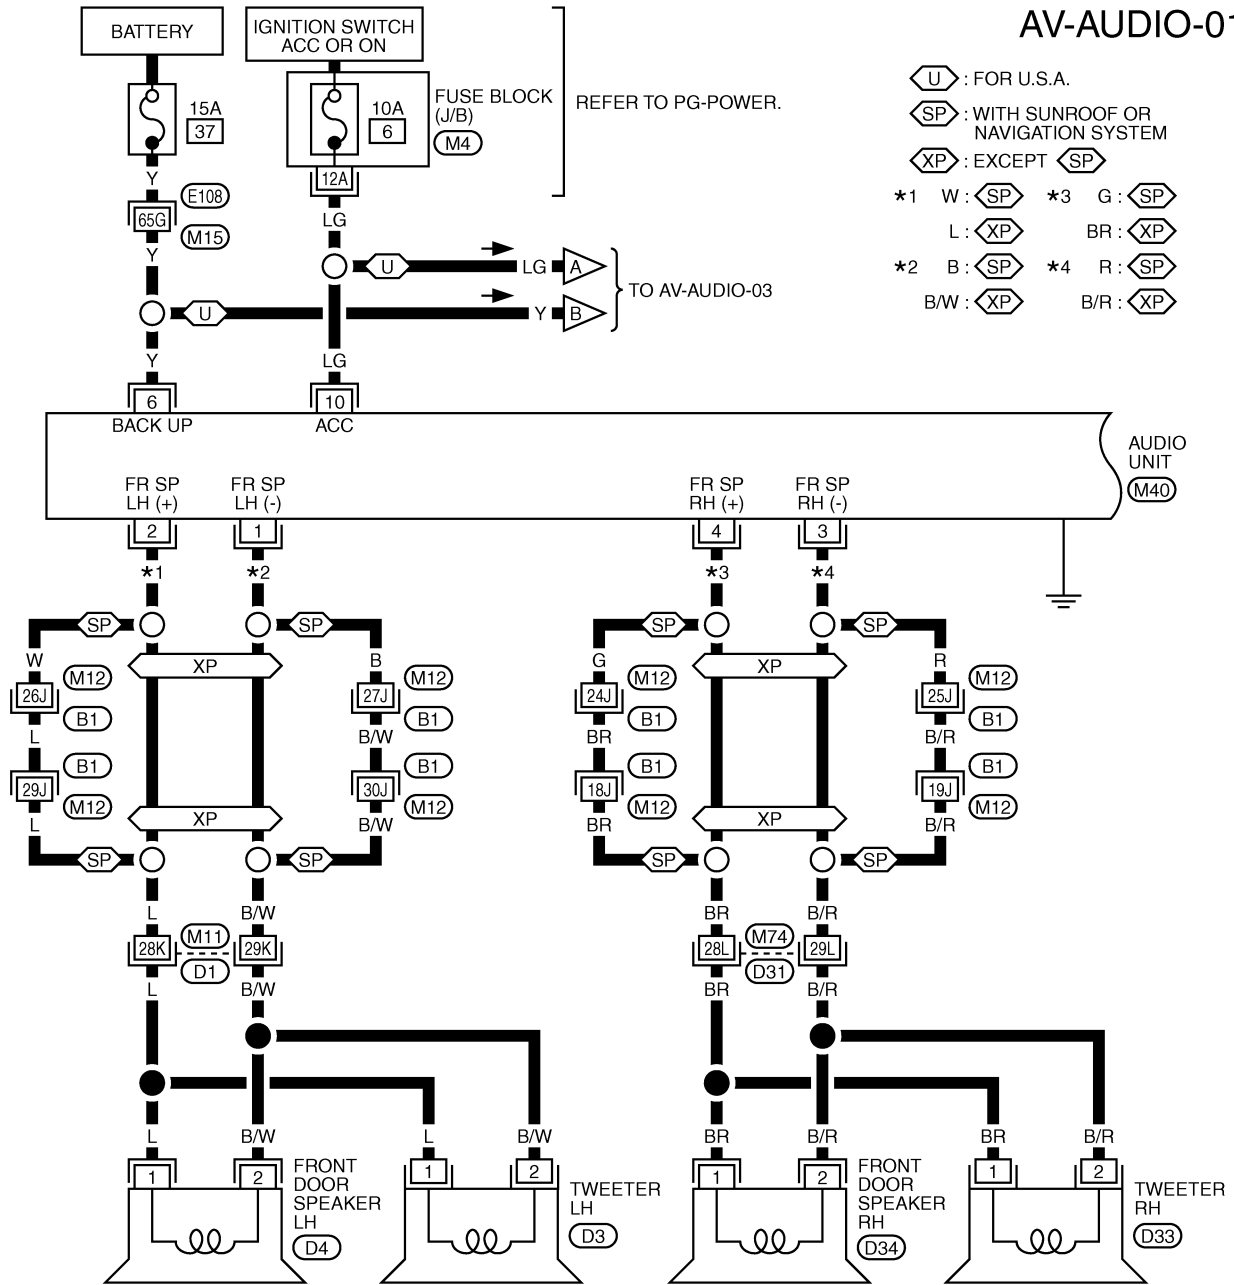 AV-AUDIO-01
BATTERY
IGNITION SWITCH
ACC OR ON
15A
37
10A
6
FUSE BLOCK
(J/B)
M4
REFER TO PG-POWER.
U : FOR U.S.A.
SP : WITH SUNROOF OR
NAVIGATION SYSTEM
XP : EXCEPT SP
*1 W : SP *3 G : SP
L : XP BR : XP
*2 B : SP *4 R : SP
B/W : XP B/R : XP
Y
12A
E108
65G
M15
LG
Y
U LG A
TO AV-AUDIO-03
U Y B
Y LG
6 10
BACK UP ACC
AUDIO
UNIT
M40
FR SP
LH (+)
FR SP
LH (-)
FR SP
RH (+)
FR SP
RH (-)
2 1 4 3
*1 *2 *3 *4
SP SP SP SP
W XP B G XP R
M12 M12 M12 M12
26J 27J 24J 25J
B1 B1 B1 B1
L B/W BR B/R
B1 B1 B1 B1
29J 30J 18J 19J
M12 M12 M12 M12
L XP B/W BR XP B/R
SP SP SP SP
L B/W BR B/R
28K M11 29K 28L M74 29L
D1 D31
L B/W BR B/R
L B/W L B/W BR B/R BR B/R
1 2 1 2 1 2 1 2
FRONT
DOOR
SPEAKER
LH
D4
TWEETER
LH
D3
FRONT
DOOR
SPEAKER
RH
D34
TWEETER
RH
D33